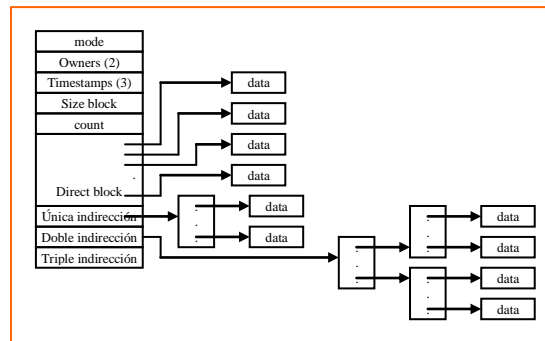 mode
Owners (2)
Timestamps (3)
Size block
count
Direct block
Única indirección
Doble indirección
Triple indirección
data
data
data
data
data
data
data
data
data
data